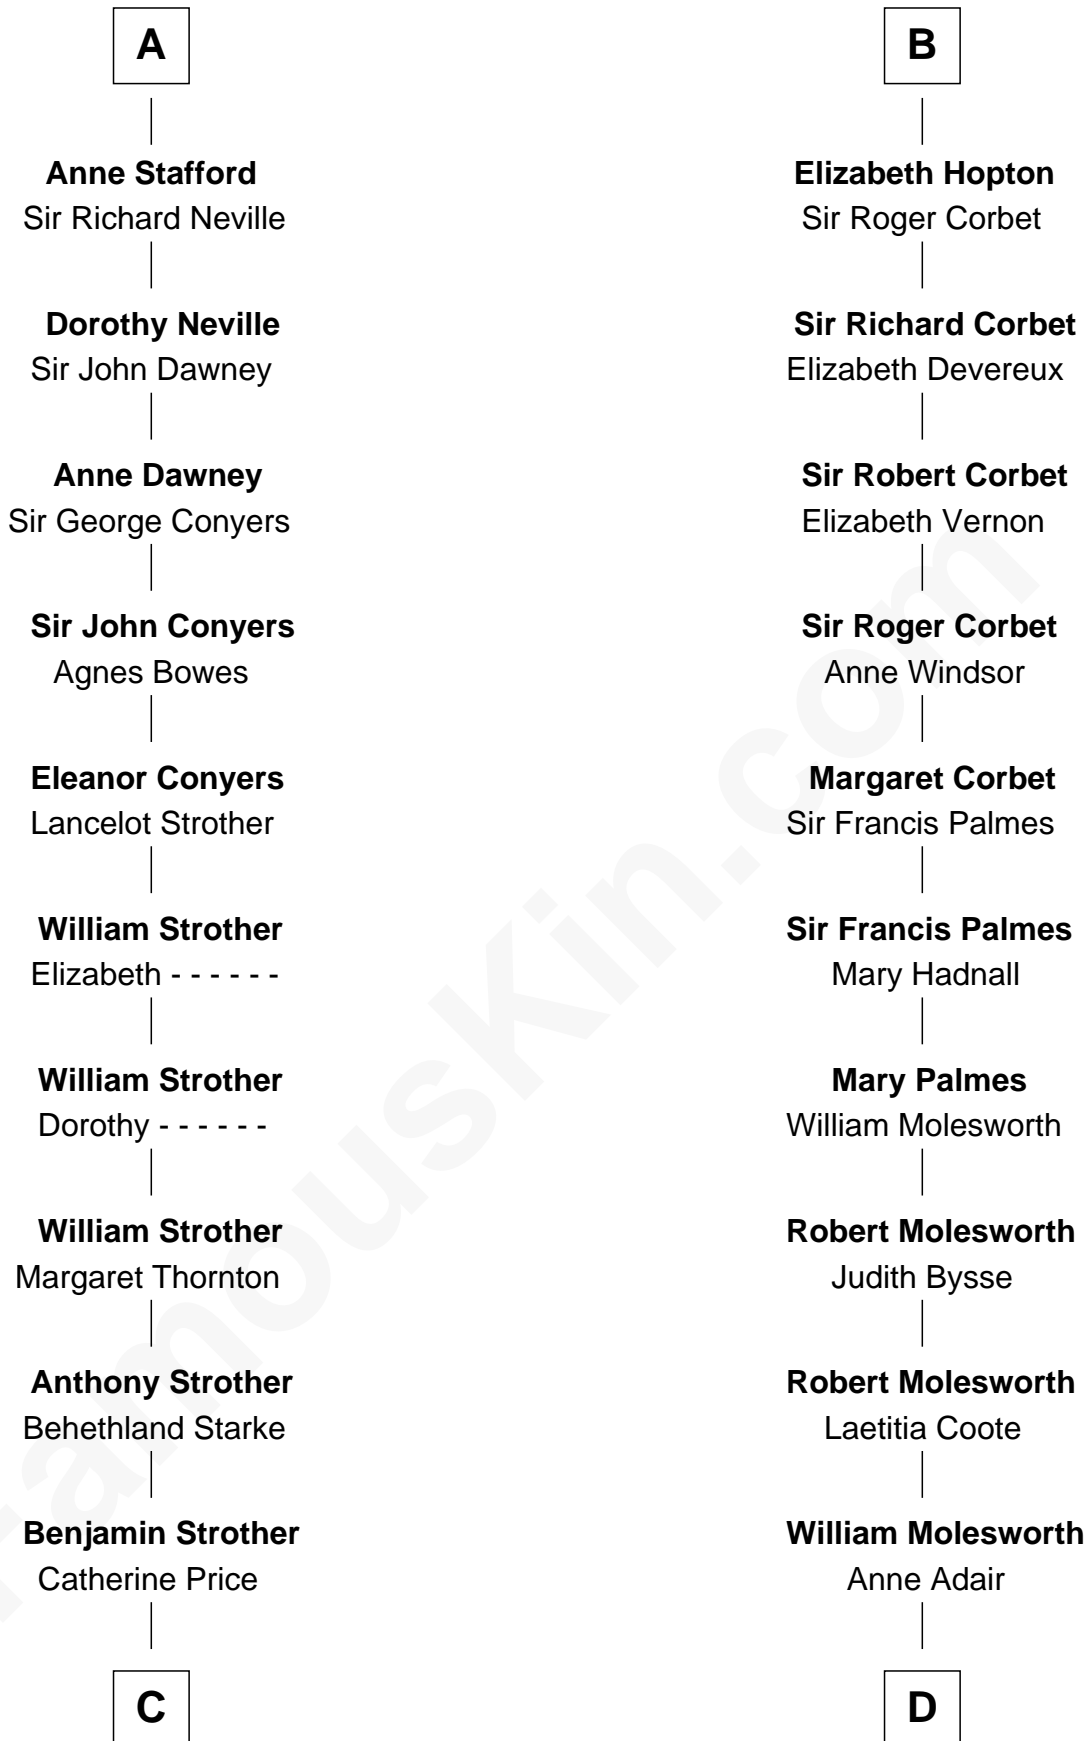 A
Anne Stafford
Sir Richard Neville
Dorothy Neville
Sir John Dawney
Anne Dawney
Sir George Conyers
Sir John Conyers
Agnes Bowes
Eleanor Conyers
Lancelot Strother
William Strother
Elizabeth - - - - - -
William Strother
Dorothy - - - - - -
William Strother
Margaret Thornton
Anthony Strother
Behethland Starke
Benjamin Strother
Catherine Price
C
B
Elizabeth Hopton
Sir Roger Corbet
Sir Richard Corbet
Elizabeth Devereux
Sir Robert Corbet
Elizabeth Vernon
Sir Roger Corbet
Anne Windsor
Margaret Corbet
Sir Francis Palmes
Sir Francis Palmes
Mary Hadnall
Mary Palmes
William Molesworth
Robert Molesworth
Judith Bysse
Robert Molesworth
Laetitia Coote
William Molesworth
Anne Adair
D
FamousKin.com